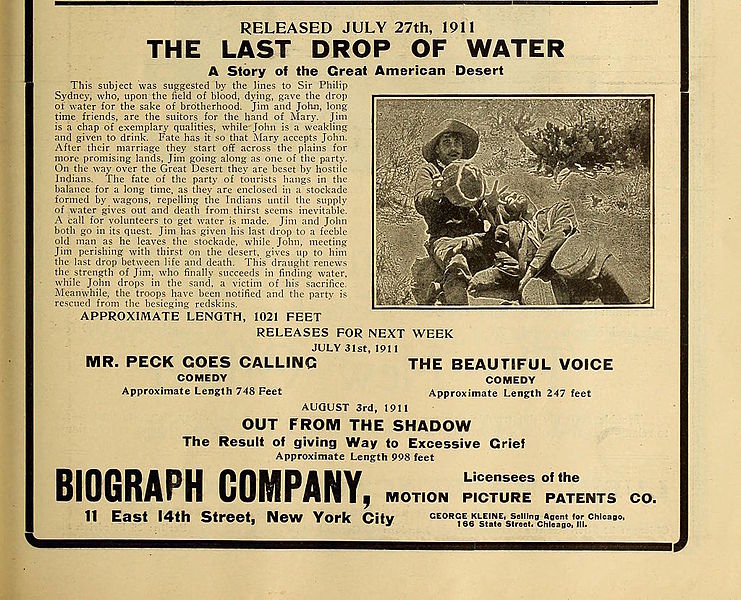 RELEASED JULY 27th, 1911
THE LAST DROP OF WATER
A Story of the Great American Desert
This subject was suggested by the lines to Sir Philip
Sydney, who, upon the field of blood, dying, gave the drop
of water for the sake of brotherhood. Jim and John, long
time friends, are the suitors for the hand of Mary. Jim
is a chap of exemplary qualities, while John is a weakling
and given to drink. Fate has it so that Mary accepts John.
After their marriage they start off across the plains for
more promising lands, Jim going along as one of the party.
On the way over the Great Desert they are beset by hostile
Indians. The fate of the party of tourists hangs in the
balance for a long time, as they are enclosed in a stockade
formed by wagons, repelling the Indians until the supply
of water gives out and death from thirst seems inevitable.
A call for volunteers to get water is made. Jim and John
both go in its quest. Jim has given his last drop to a feeble
old man as he leaves the stockade, while John, meeting
Jim perishing with thirst on the desert, gives up to him
the last drop between life and death. This draught renews
the strength of Jim, who finally succeeds in finding water,
while John drops in the sand, a victim of his sacrifice.
Meanwhile, the troops have been notified and the party is
rescued from the besieging redskins.
APPROXIMATE LENGTH, 1021 FEET
RELEASES FOR NEXT WEEK
JULY 31st, 1911
MR. PECK GOES CALLING
COMEDY
Approximate Length 748 Feet
THE BEAUTIFUL VOICE
COMEDY
Approximate Length 247 feet
AUGUST 3rd, 1911
OUT FROM THE SHADOW
The Result of giving Way to Excessive Grief
Approximate Length 998 feet
BIOGRAPH COMPANY,
Licensees of the
MOTION PICTURE PATENTS CO.
11 East 14th Street, New York City
GEORGE KLEINE, Selling Agent for Chicago,
166 State Street. Chicago, Ill.